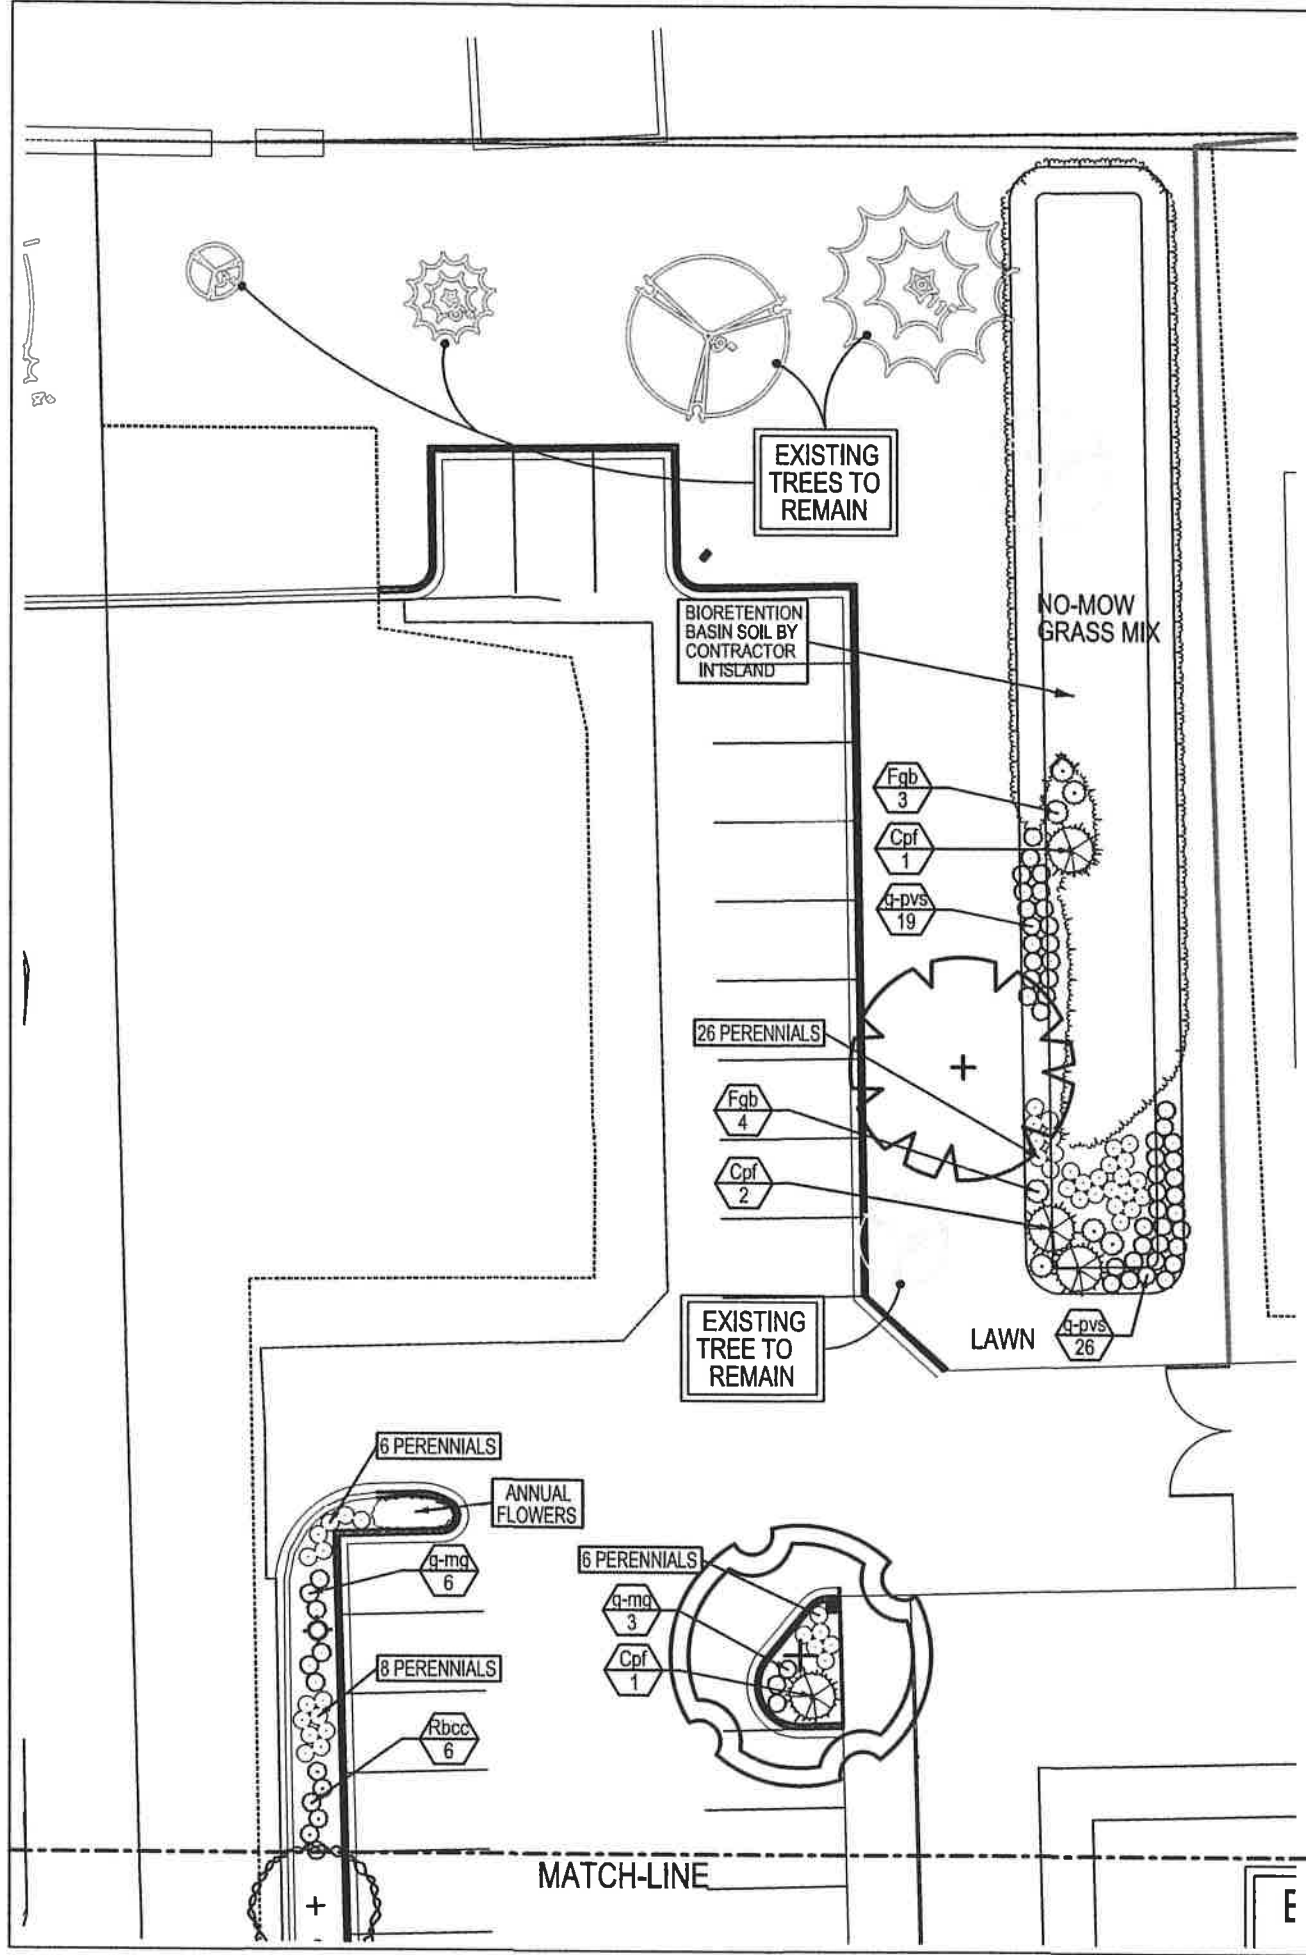 EXISTING
TREES TO
REMAIN
BIORETENTION
BASIN SOIL BY
CONTRACTOR
IN ISLAND
NO-MOW
GRASS MIX
Fgb
3
Cpf
1
g-pvs
19
26 PERENNIALS
Fgb
4
Cpf
2
EXISTING
TREE TO
REMAIN
LAWN
g-pvs
26
6 PERENNIALS
ANNUAL
FLOWERS
g-mg
6
6 PERENNIALS
g-mg
3
Cpf
1
8 PERENNIALS
Rbcc
6
MATCH-LINE
E